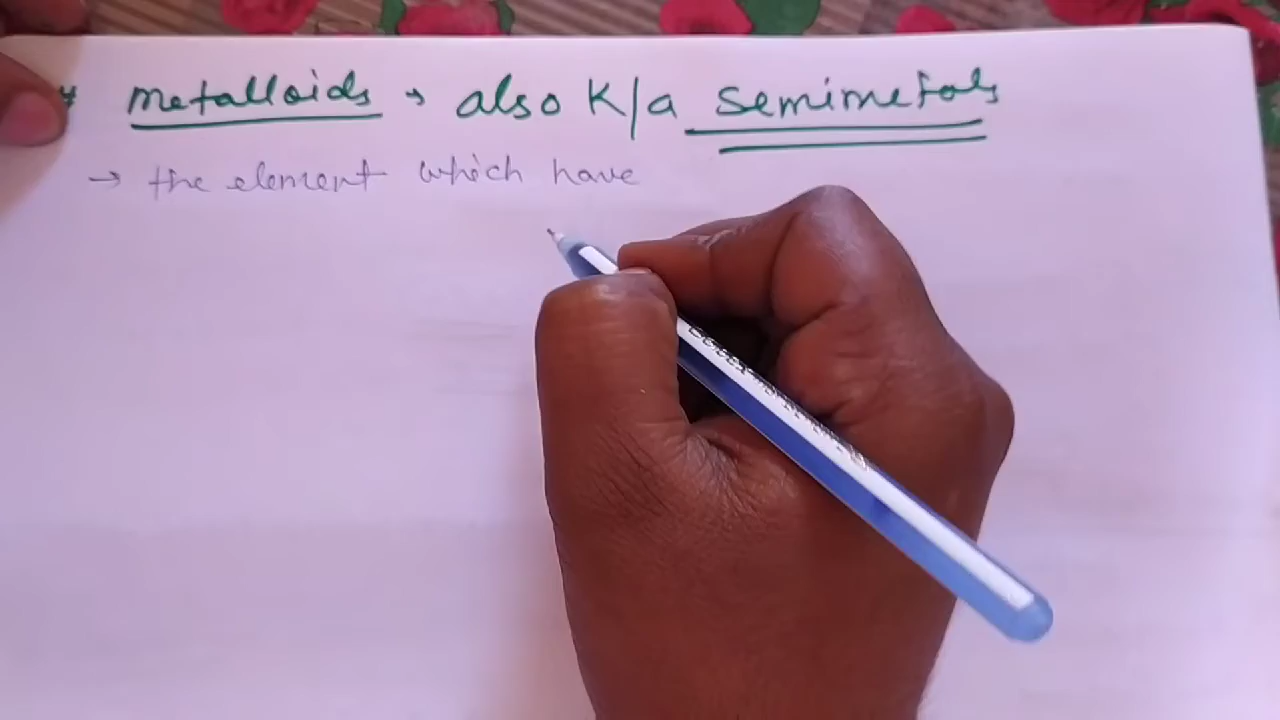 * metalloids → also K/a semimetals
→ the element which have